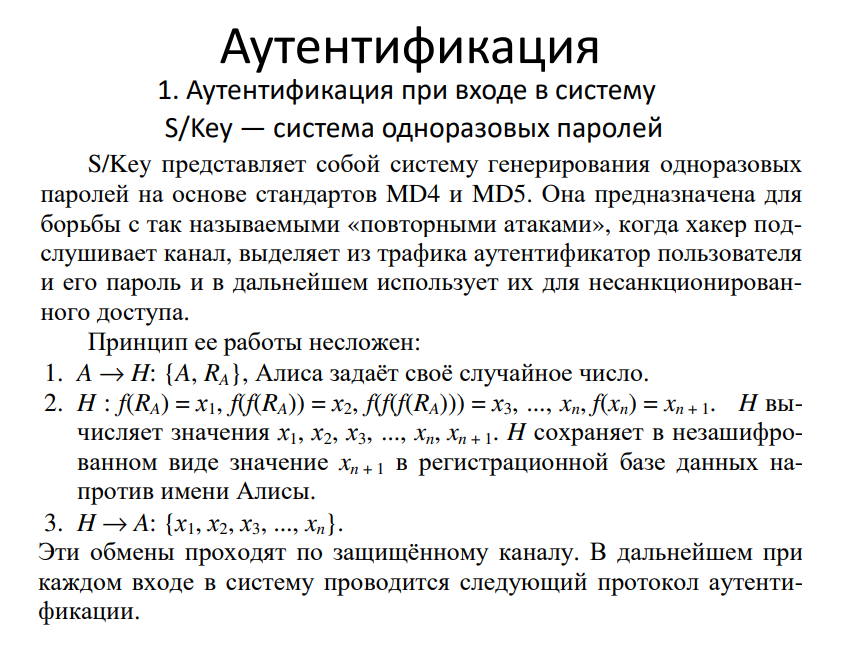 Аутентификация
1. Аутентификация при входе в систему
S/Key — система одноразовых паролей
S/Key представляет собой систему генерирования одноразовых
паролей на основе стандартов MD4 и MD5. Она предназначена для
борьбы с так называемыми «повторными атаками», когда хакер под-
слушивает канал, выделяет из трафика аутентификатор пользователя
и его пароль и в дальнейшем использует их для несанкционирован-
ного доступа.
Принцип ее работы несложен:
1. A → H: {A, R_A}, Алиса задаёт своё случайное число.
2. H : f(R_A) = x_1, f(f(R_A)) = x_2, f(f(f(R_A))) = x_3, ..., x_n, f(x_n) = x_{n + 1}. H вы-
числяет значения x_1, x_2, x_3, ..., x_n, x_{n + 1}. H сохраняет в незашифро-
ванном виде значение x_{n + 1} в регистрационной базе данных на-
против имени Алисы.
3. H → A: {x_1, x_2, x_3, ..., x_n}.
Эти обмены проходят по защищённому каналу. В дальнейшем при
каждом входе в систему проводится следующий протокол аутенти-
фикации.